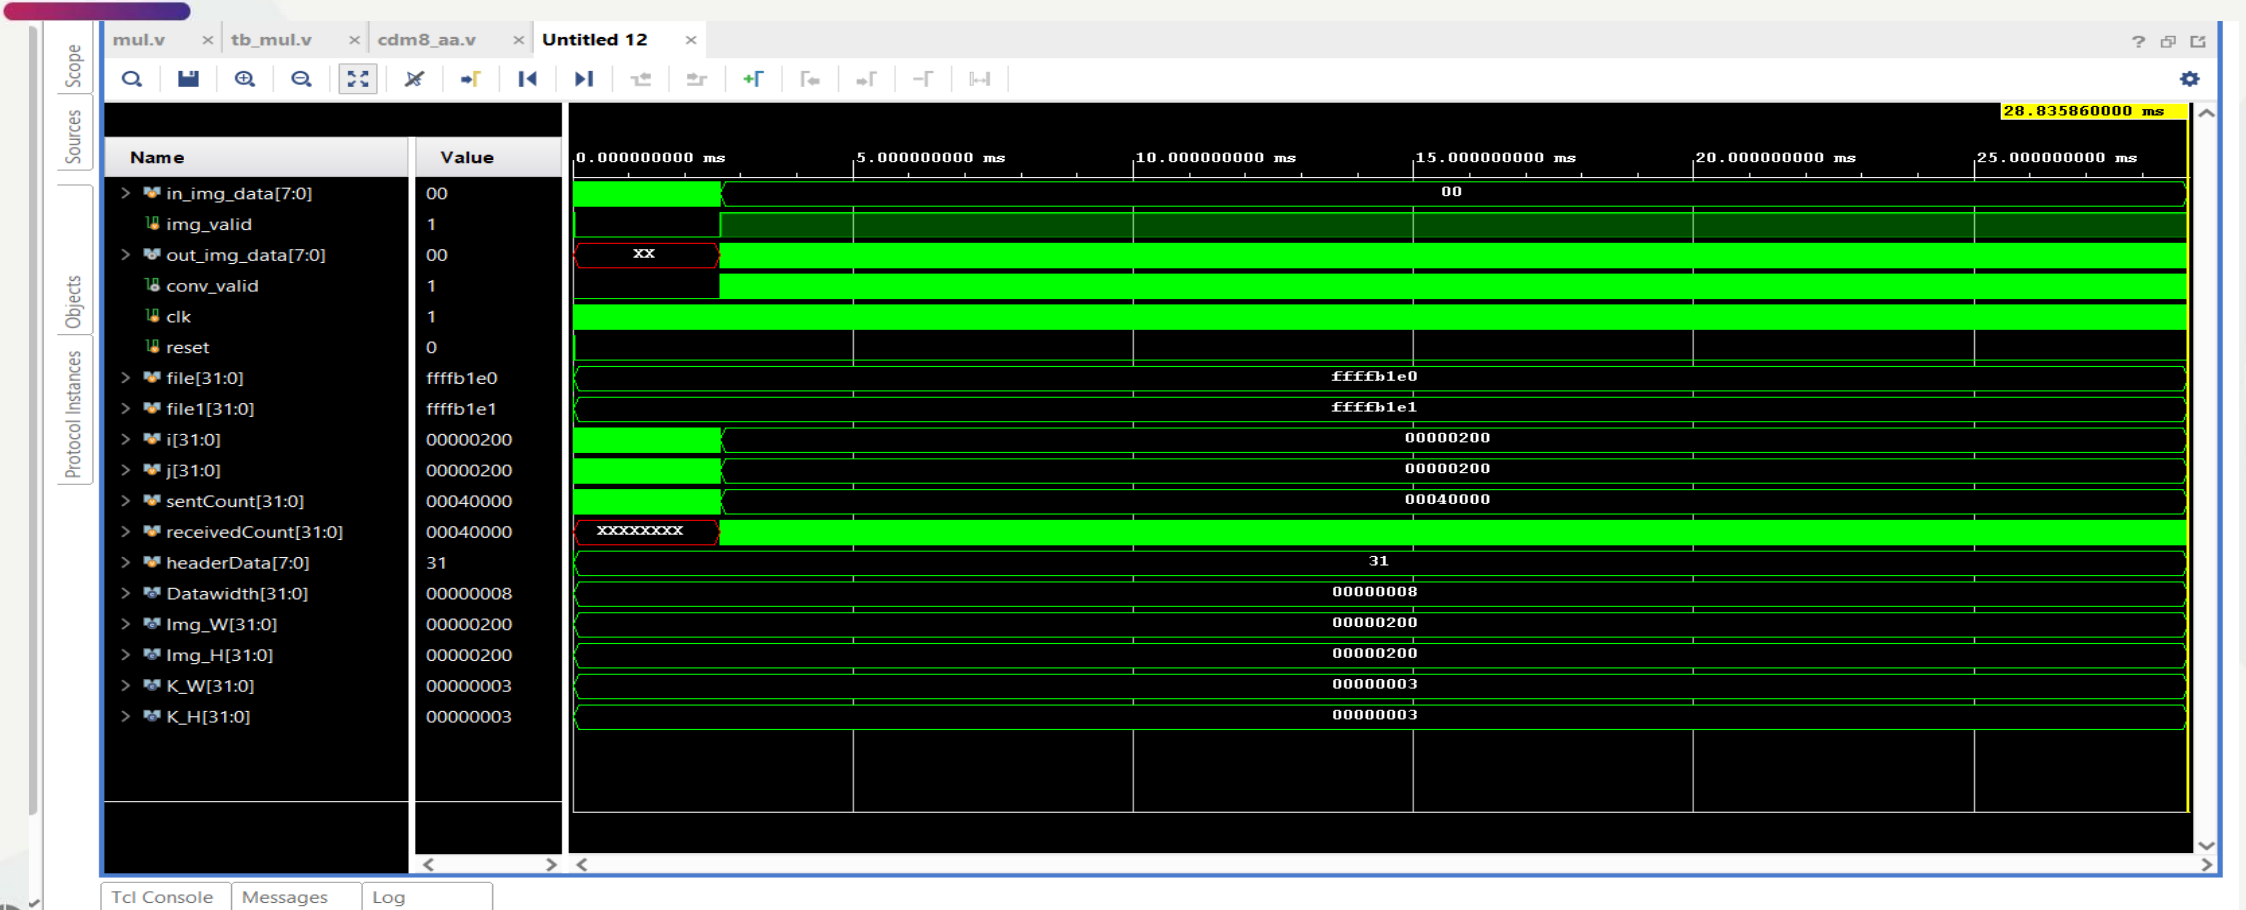 mul.v × tb_mul.v × cdm8_aa.v × Untitled 12 ×
?
Scope
Sources
Objects
Protocol Instances
28.835860000 ms
Name Value 0.000000000 ms 5.000000000 ms 10.000000000 ms 15.000000000 ms 20.000000000 ms 25.000000000 ms
> in_img_data[7:0] 00 00
img_valid 1
> out_img_data[7:0] 00 XX
conv_valid 1
clk 1
reset 0
> file[31:0] ffffb1e0 ffffb1e0
> file1[31:0] ffffb1e1 ffffb1e1
> i[31:0] 00000200 00000200
> j[31:0] 00000200 00000200
> sentCount[31:0] 00040000 00040000
> receivedCount[31:0] 00040000 XXXXXXXX
> headerData[7:0] 31 31
> Datawidth[31:0] 00000008 00000008
> Img_W[31:0] 00000200 00000200
> Img_H[31:0] 00000200 00000200
> K_W[31:0] 00000003 00000003
> K_H[31:0] 00000003 00000003
Tcl Console Messages Log